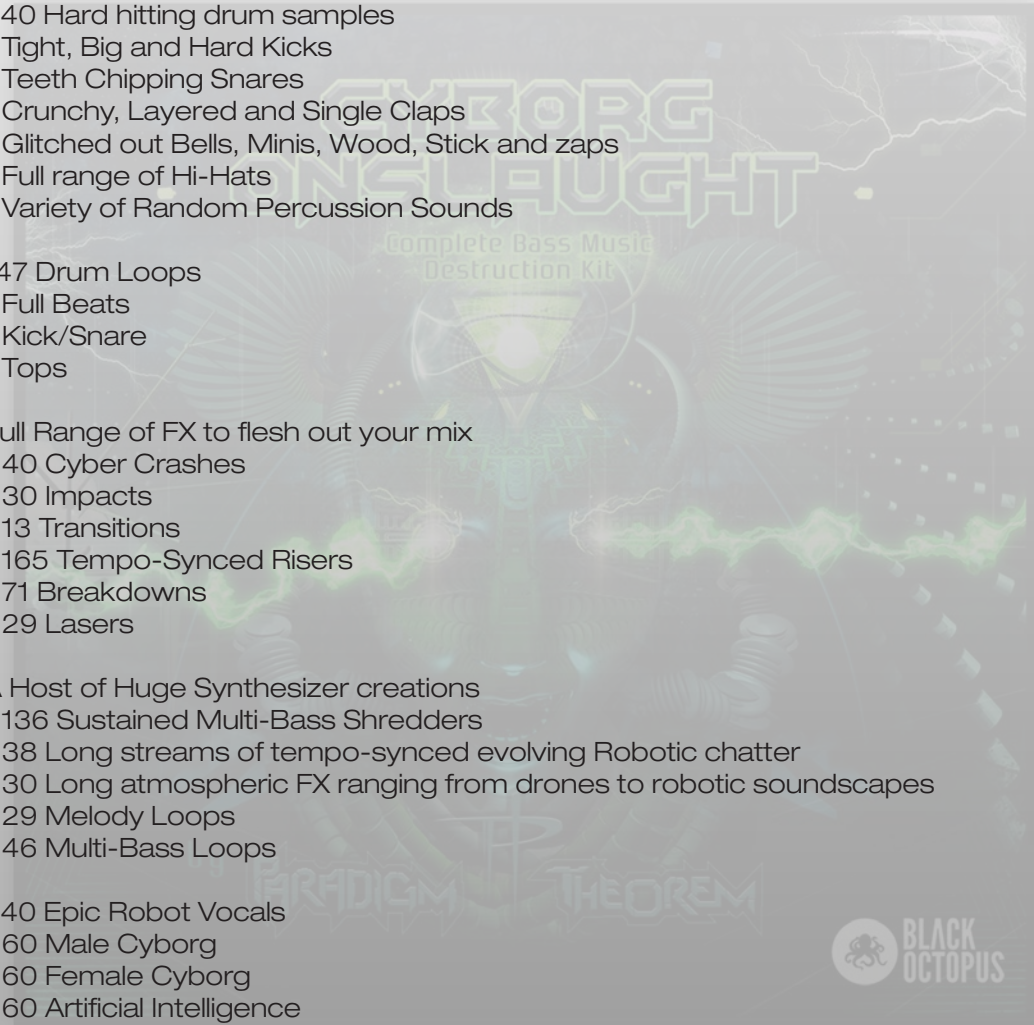 40 Hard hitting drum samples
Tight, Big and Hard Kicks
Teeth Chipping Snares
Crunchy, Layered and Single Claps
Glitched out Bells, Minis, Wood, Stick and zaps
Full range of Hi-Hats
Variety of Random Percussion Sounds
47 Drum Loops
Full Beats
Kick/Snare
Tops
ull Range of FX to flesh out your mix
40 Cyber Crashes
30 Impacts
13 Transitions
165 Tempo-Synced Risers
71 Breakdowns
29 Lasers
Host of Huge Synthesizer creations
136 Sustained Multi-Bass Shredders
38 Long streams of tempo-synced evolving Robotic chatter
30 Long atmospheric FX ranging from drones to robotic soundscapes
29 Melody Loops
46 Multi-Bass Loops
40 Epic Robot Vocals
60 Male Cyborg
60 Female Cyborg
60 Artificial Intelligence
CYBORG
ONSLAUGHT
Complete Bass Music
Destruction Kit
PARADIGM THEOREM
BLACK
OCTOPUS